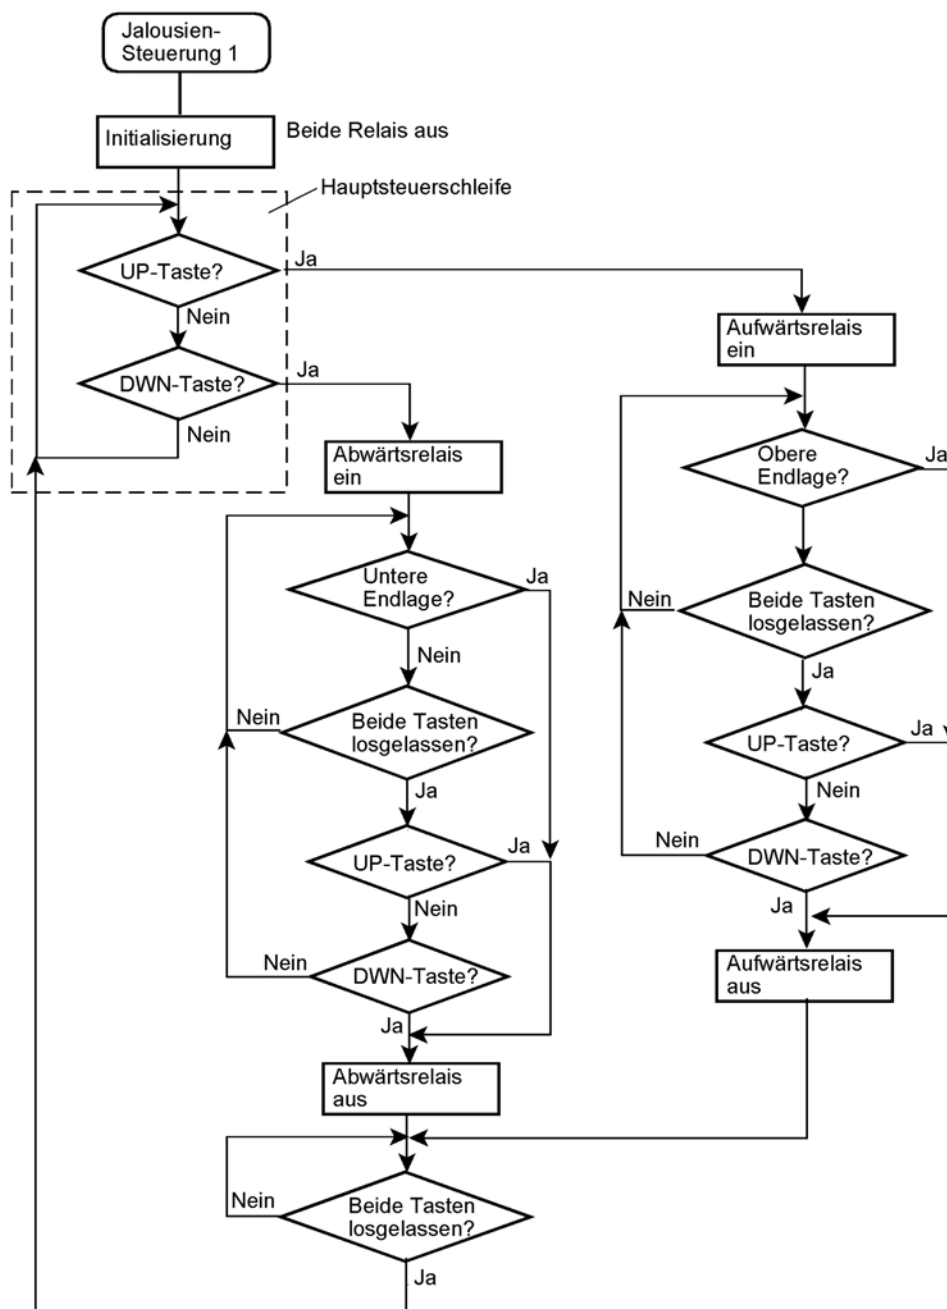 Jalousien-
Steuerung 1
Initialisierung
Beide Relais aus
Hauptsteuerschleife
UP-Taste?
Ja
Nein
DWN-Taste?
Ja
Nein
Aufwärtsrelais
ein
Abwärtsrelais
ein
Obere
Endlage?
Ja
Untere
Endlage?
Ja
Nein
Beide Tasten
losgelassen?
Nein
Ja
Nein
Beide Tasten
losgelassen?
Ja
UP-Taste?
Ja
Nein
UP-Taste?
Ja
Nein
Nein
DWN-Taste?
Ja
Nein
DWN-Taste?
Ja
Aufwärtsrelais
aus
Abwärtsrelais
aus
Nein
Beide Tasten
losgelassen?
Ja